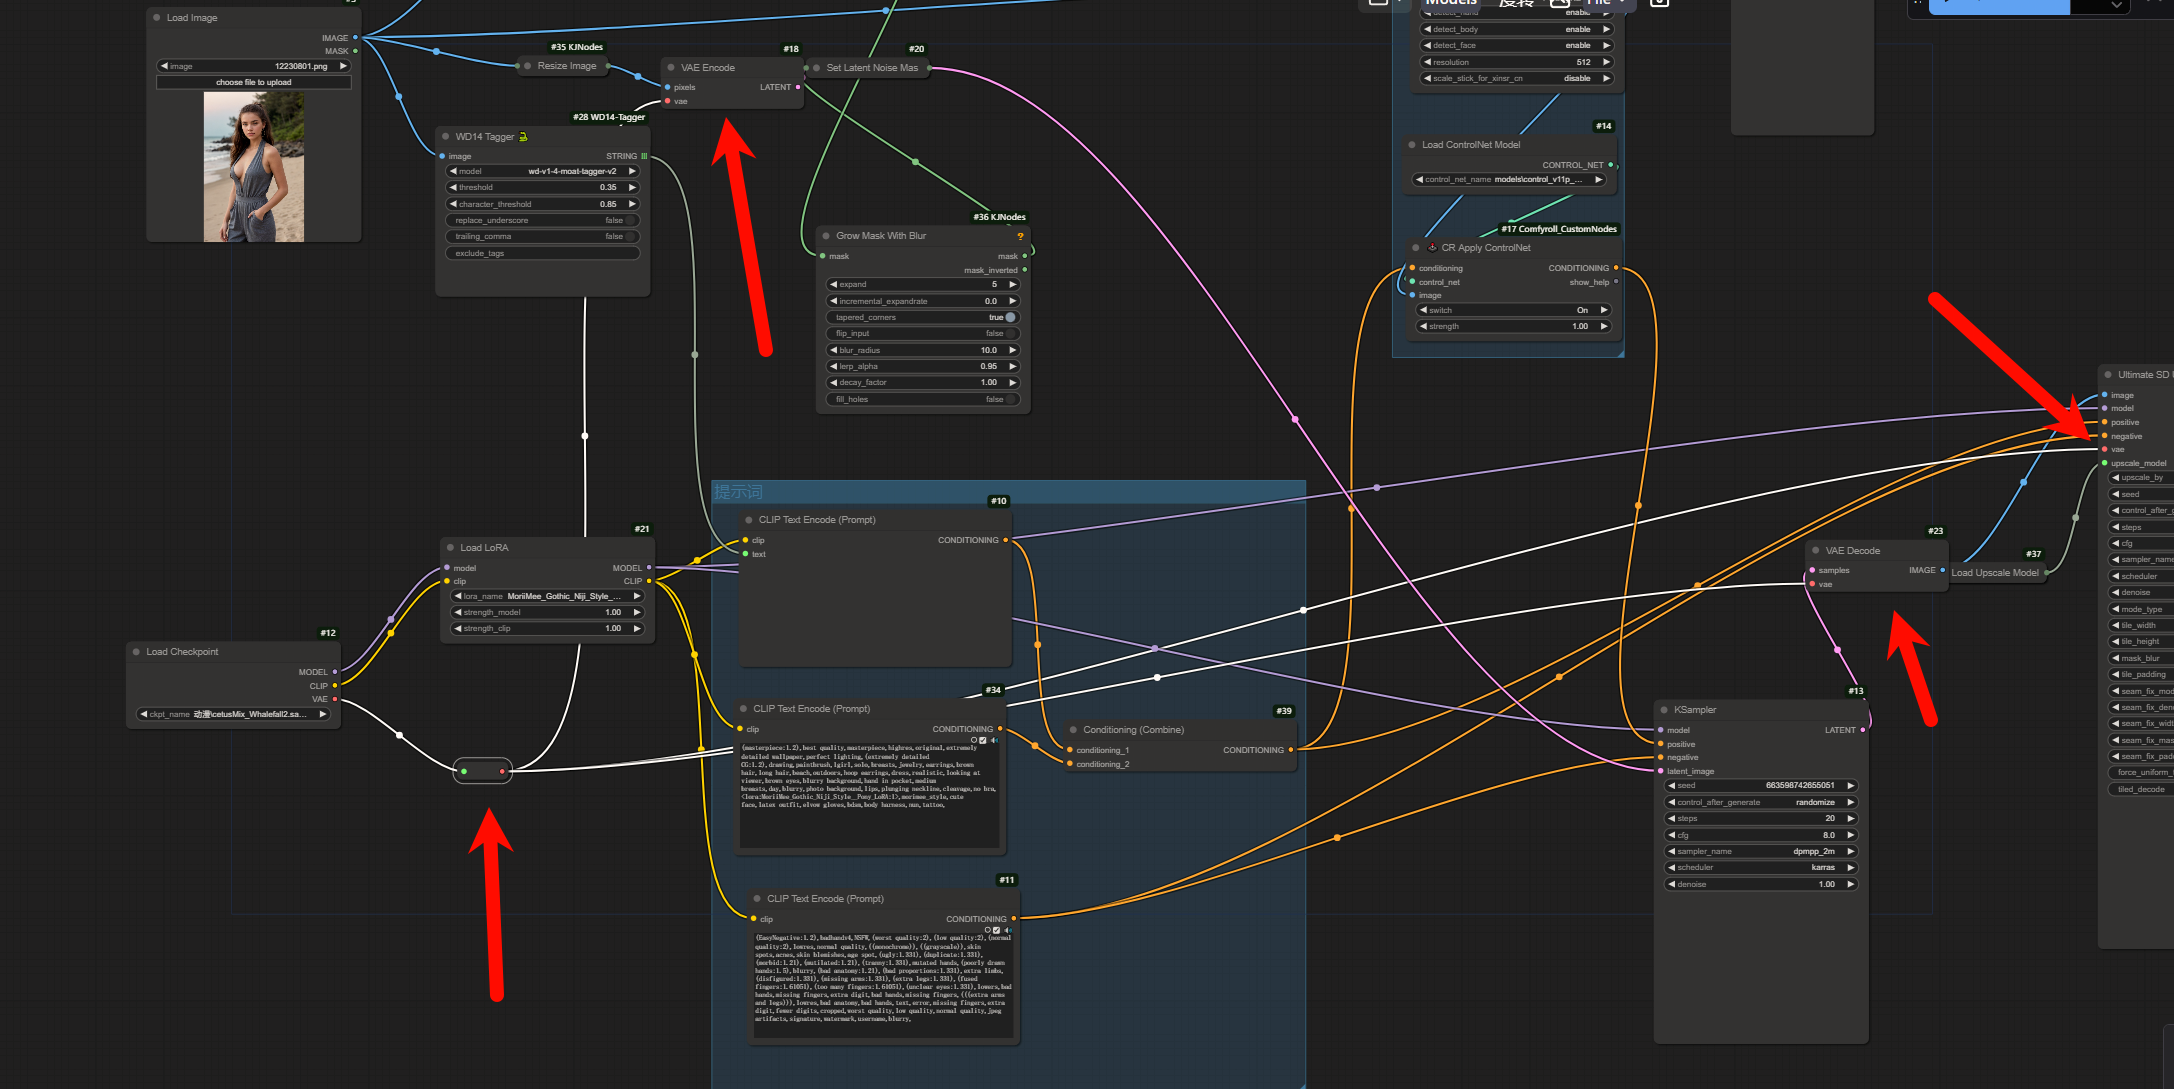 Load Image
IMAGE
MASK
image 12230801.png
choose file to upload
#35 KJNodes
Resize Image
#18
VAE Encode
pixels LATENT
vae
#20
Set Latent Noise Mas
#28 WD14-Tagger
WD14 Tagger
image STRING
model wd-v1-4-moat-tagger-v2
threshold 0.35
character_threshold 0.85
replace_underscore false
trailing_comma false
exclude_tags
#36 KJNodes
Grow Mask With Blur ?
mask mask
mask_inverted
expand 5
incremental_expandrate 0.0
tapered_corners true
flip_input false
blur_radius 10.0
lerp_alpha 0.95
decay_factor 1.00
fill_holes false
Models
File
enable
detect_body enable
detect_face enable
resolution 512
scale_stick_for_xinsr_cn disable
#14
Load ControlNet Model
CONTROL_NET
control_net_name models\control_v11p_...
#17 Comfyroll_CustomNodes
CR Apply ControlNet
conditioning CONDITIONING
control_net show_help
image
switch On
strength 1.00
#12
Load Checkpoint
MODEL
CLIP
VAE
ckpt_name 动漫\cetusMix_Whalefall2.sa...
#21
Load LoRA
model MODEL
clip CLIP
lora_name MoriiMee_Gothic_Niji_Style_...
strength_model 1.00
strength_clip 1.00
提示词
#10
CLIP Text Encode (Prompt)
clip CONDITIONING
text
#34
CLIP Text Encode (Prompt)
clip CONDITIONING
(masterpiece:1.2),best quality,masterpiece,highres,original,extremely
detailed wallpaper,perfect lighting,(extremely detailed
CG:1.2),drawing,paintbrush,1girl,solo,breasts,jewelry,earrings,brown
hair,long hair,beach,outdoors,hoop earrings,dress,realistic,looking at
viewer,brown eyes,blurry background,hand in pocket,medium
breasts,day,blurry,photo background,lips,plunging neckline,cleavage,no bra,
<lora:MoriiMee_Gothic_Niji_Style__Pony_LoRA:1>,morimee_style,cute
face,latex outfit,elvow gloves,bdsm,body harness,nun,tattoo,
#39
Conditioning (Combine)
conditioning_1 CONDITIONING
conditioning_2
#11
CLIP Text Encode (Prompt)
clip CONDITIONING
(EasyNegative:1.2),badhandv4,NSFW,(worst quality:2),(low quality:2),(normal
quality:2),lowres,normal quality,((monochrome)),((grayscale)),skin
spots,acnes,skin blemishes,age spot,(ugly:1.331),(duplicate:1.331),
(morbid:1.21),(mutilated:1.21),(tranny:1.331),mutated hands,(poorly drawn
hands:1.5),blurry,(bad anatomy:1.21),(bad proportions:1.331),extra limbs,
(disfigured:1.331),(missing arms:1.331),(extra legs:1.331),(fused
fingers:1.61051),(too many fingers:1.61051),(unclear eyes:1.331),lowers,bad
hands,missing fingers,extra digit,bad hands,missing fingers,(((extra arms
and legs))),lowres,bad anatomy,bad hands,text,error,missing fingers,extra
digit,fewer digits,cropped,worst quality,low quality,normal quality,jpeg
artifacts,signature,watermark,username,blurry,
#23
VAE Decode
samples IMAGE
vae
#37
Load Upscale Model
#13
KSampler
model LATENT
positive
negative
latent_image
seed 663598742655051
control_after_generate randomize
steps 20
cfg 8.0
sampler_name dpmpp_2m
scheduler karras
denoise 1.00
Ultimate SD
image
model
positive
negative
vae
upscale_model
upscale_by
seed
control_after_g
steps
cfg
sampler_name
scheduler
denoise
mode_type
tile_width
tile_height
mask_blur
tile_padding
seam_fix_mod
seam_fix_den
seam_fix_widt
seam_fix_mas
seam_fix_pad
force_uniform_
tiled_decode